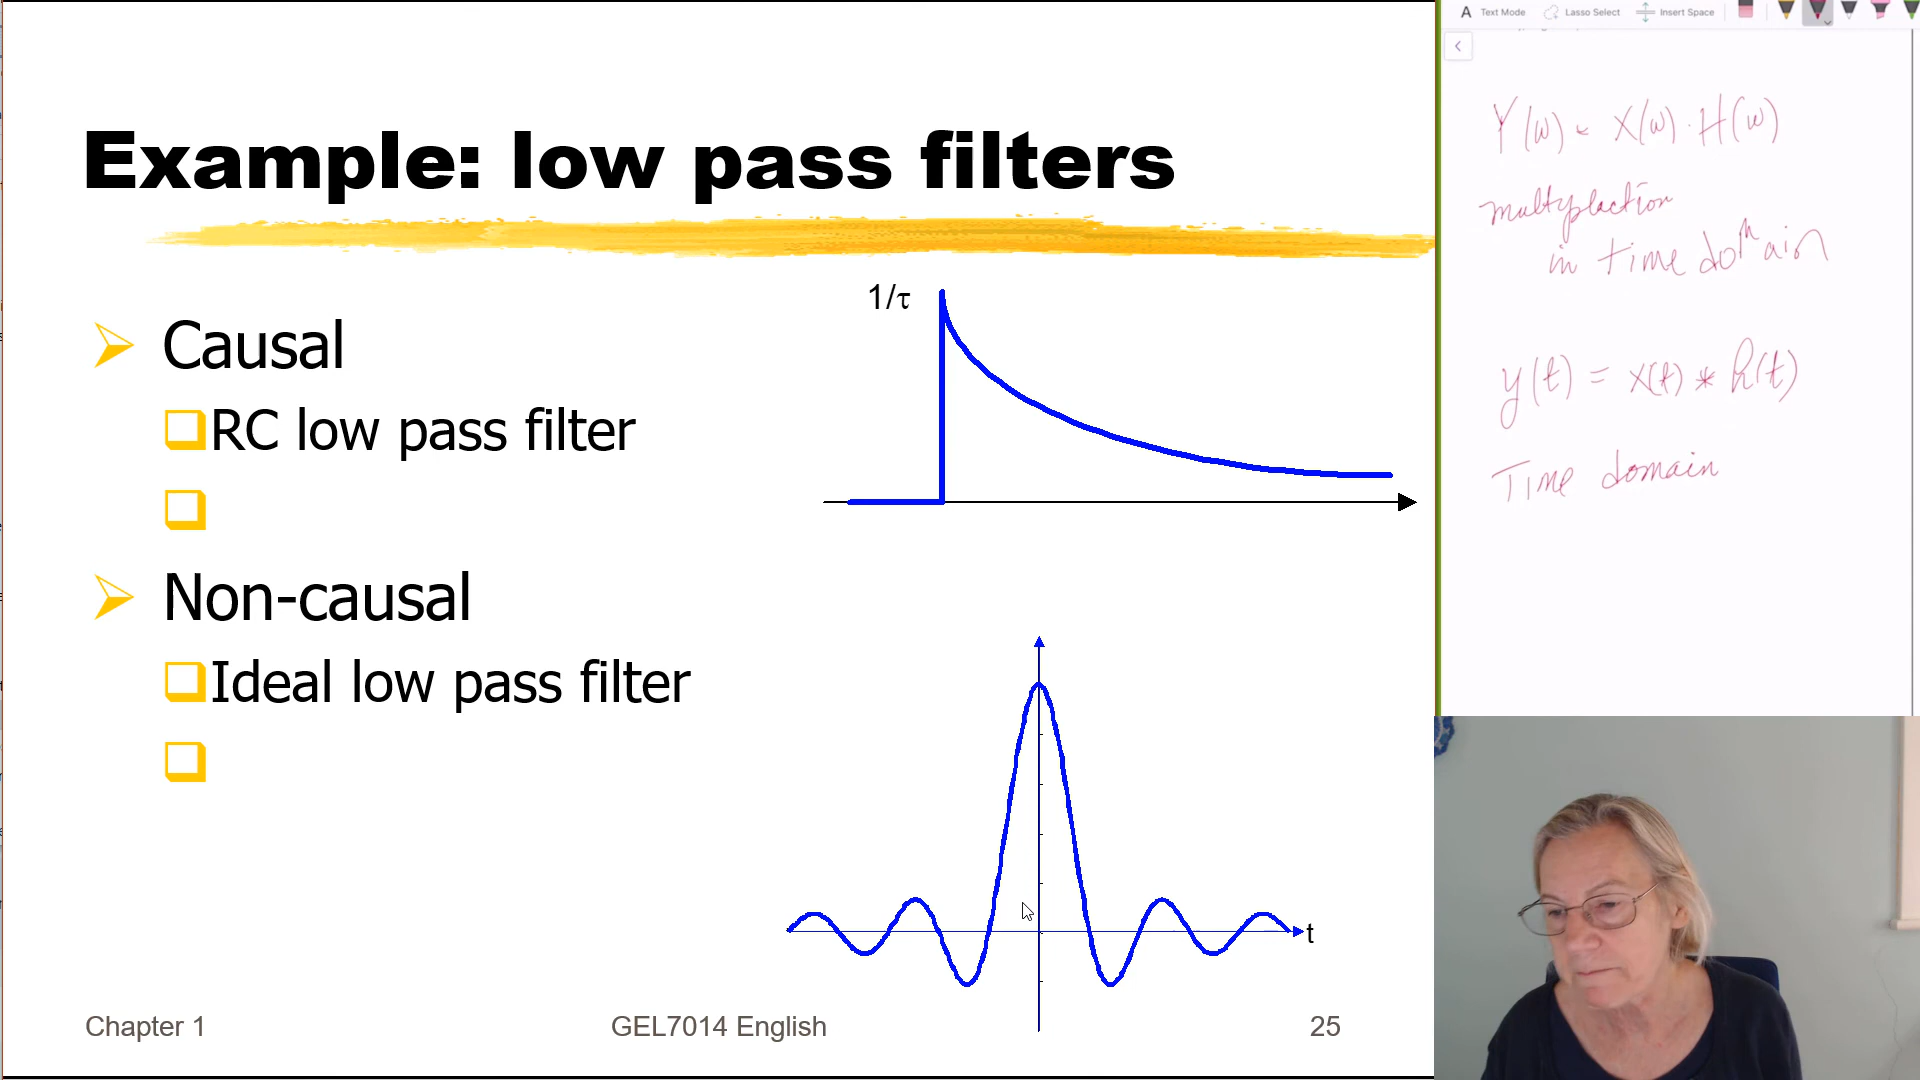 Example: low pass filters
1/τ
Causal
RC low pass filter
Non-causal
Ideal low pass filter
t
Chapter 1
GEL7014 English
25
A Text Mode
Lasso Select
Insert Space
Y(ω) = X(ω) · H(ω)
multyplaction
in time domain
y(t) = x(t) * h(t)
Time domain